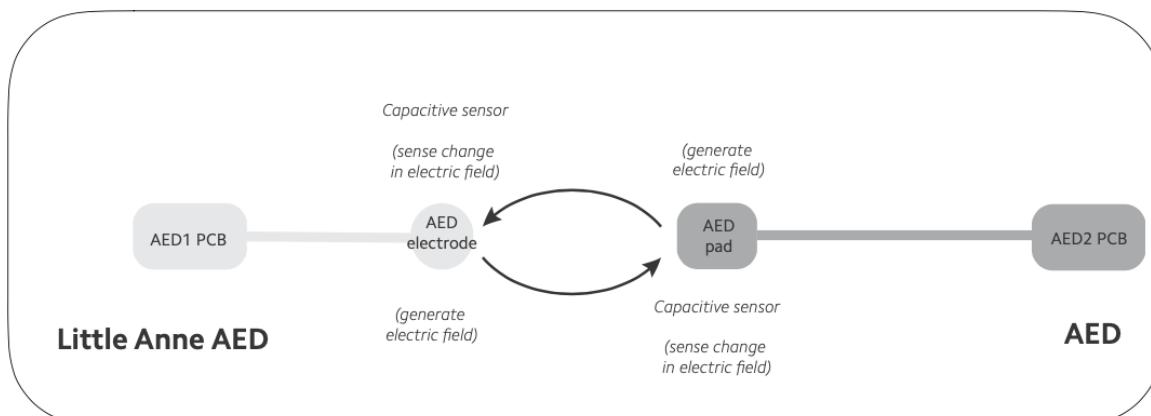 Capacitive sensor
(sense change
in electric field)
(generate
electric field)
AED1 PCB
AED
electrode
AED
pad
AED2 PCB
(generate
electric field)
Capacitive sensor
(sense change
in electric field)
Little Anne AED
AED